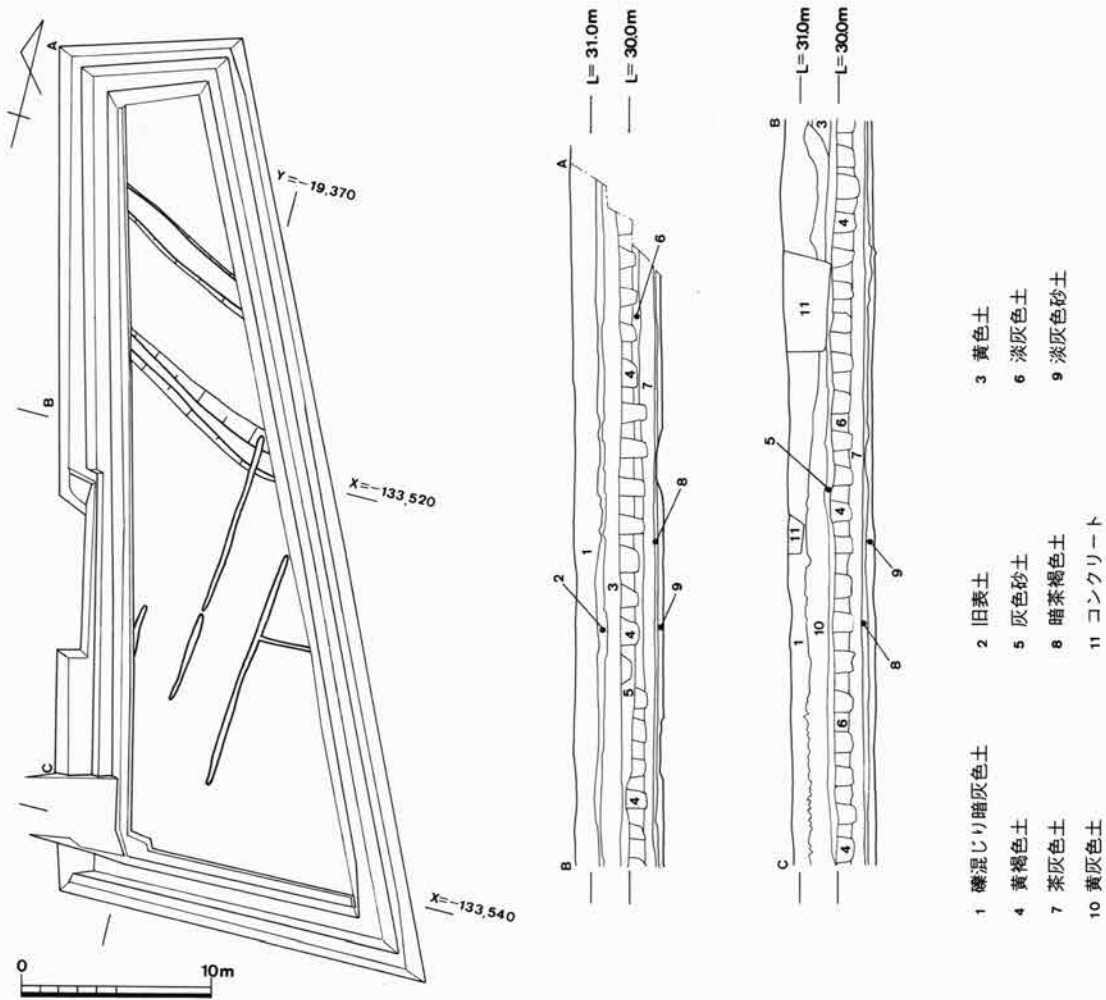 A
B
C
Y=-19,370
X=-133,520
X=-133,540
0 10m
L=31.0m
L=30.0m
A
B
1
2
3
4
4
4
5
6
7
8
9
L=31.0m
L=30.0m
B
C
1
3
4
4
4
5
6
6
7
8
9
10
11
11
1 礫混じり暗灰色土
2 旧表土
3 黄色土
4 黄褐色土
5 灰色砂土
6 淡灰色土
7 茶灰色土
8 暗茶褐色土
9 淡灰色砂土
10 黄灰色土
11 コンクリート